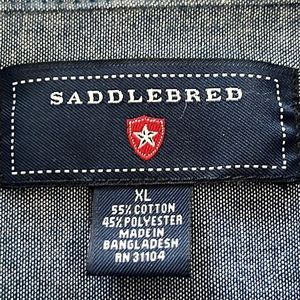 SADDLEBRED
XL
55% COTTON
45% POLYESTER
MADE IN
BANGLADESH
RN 31104